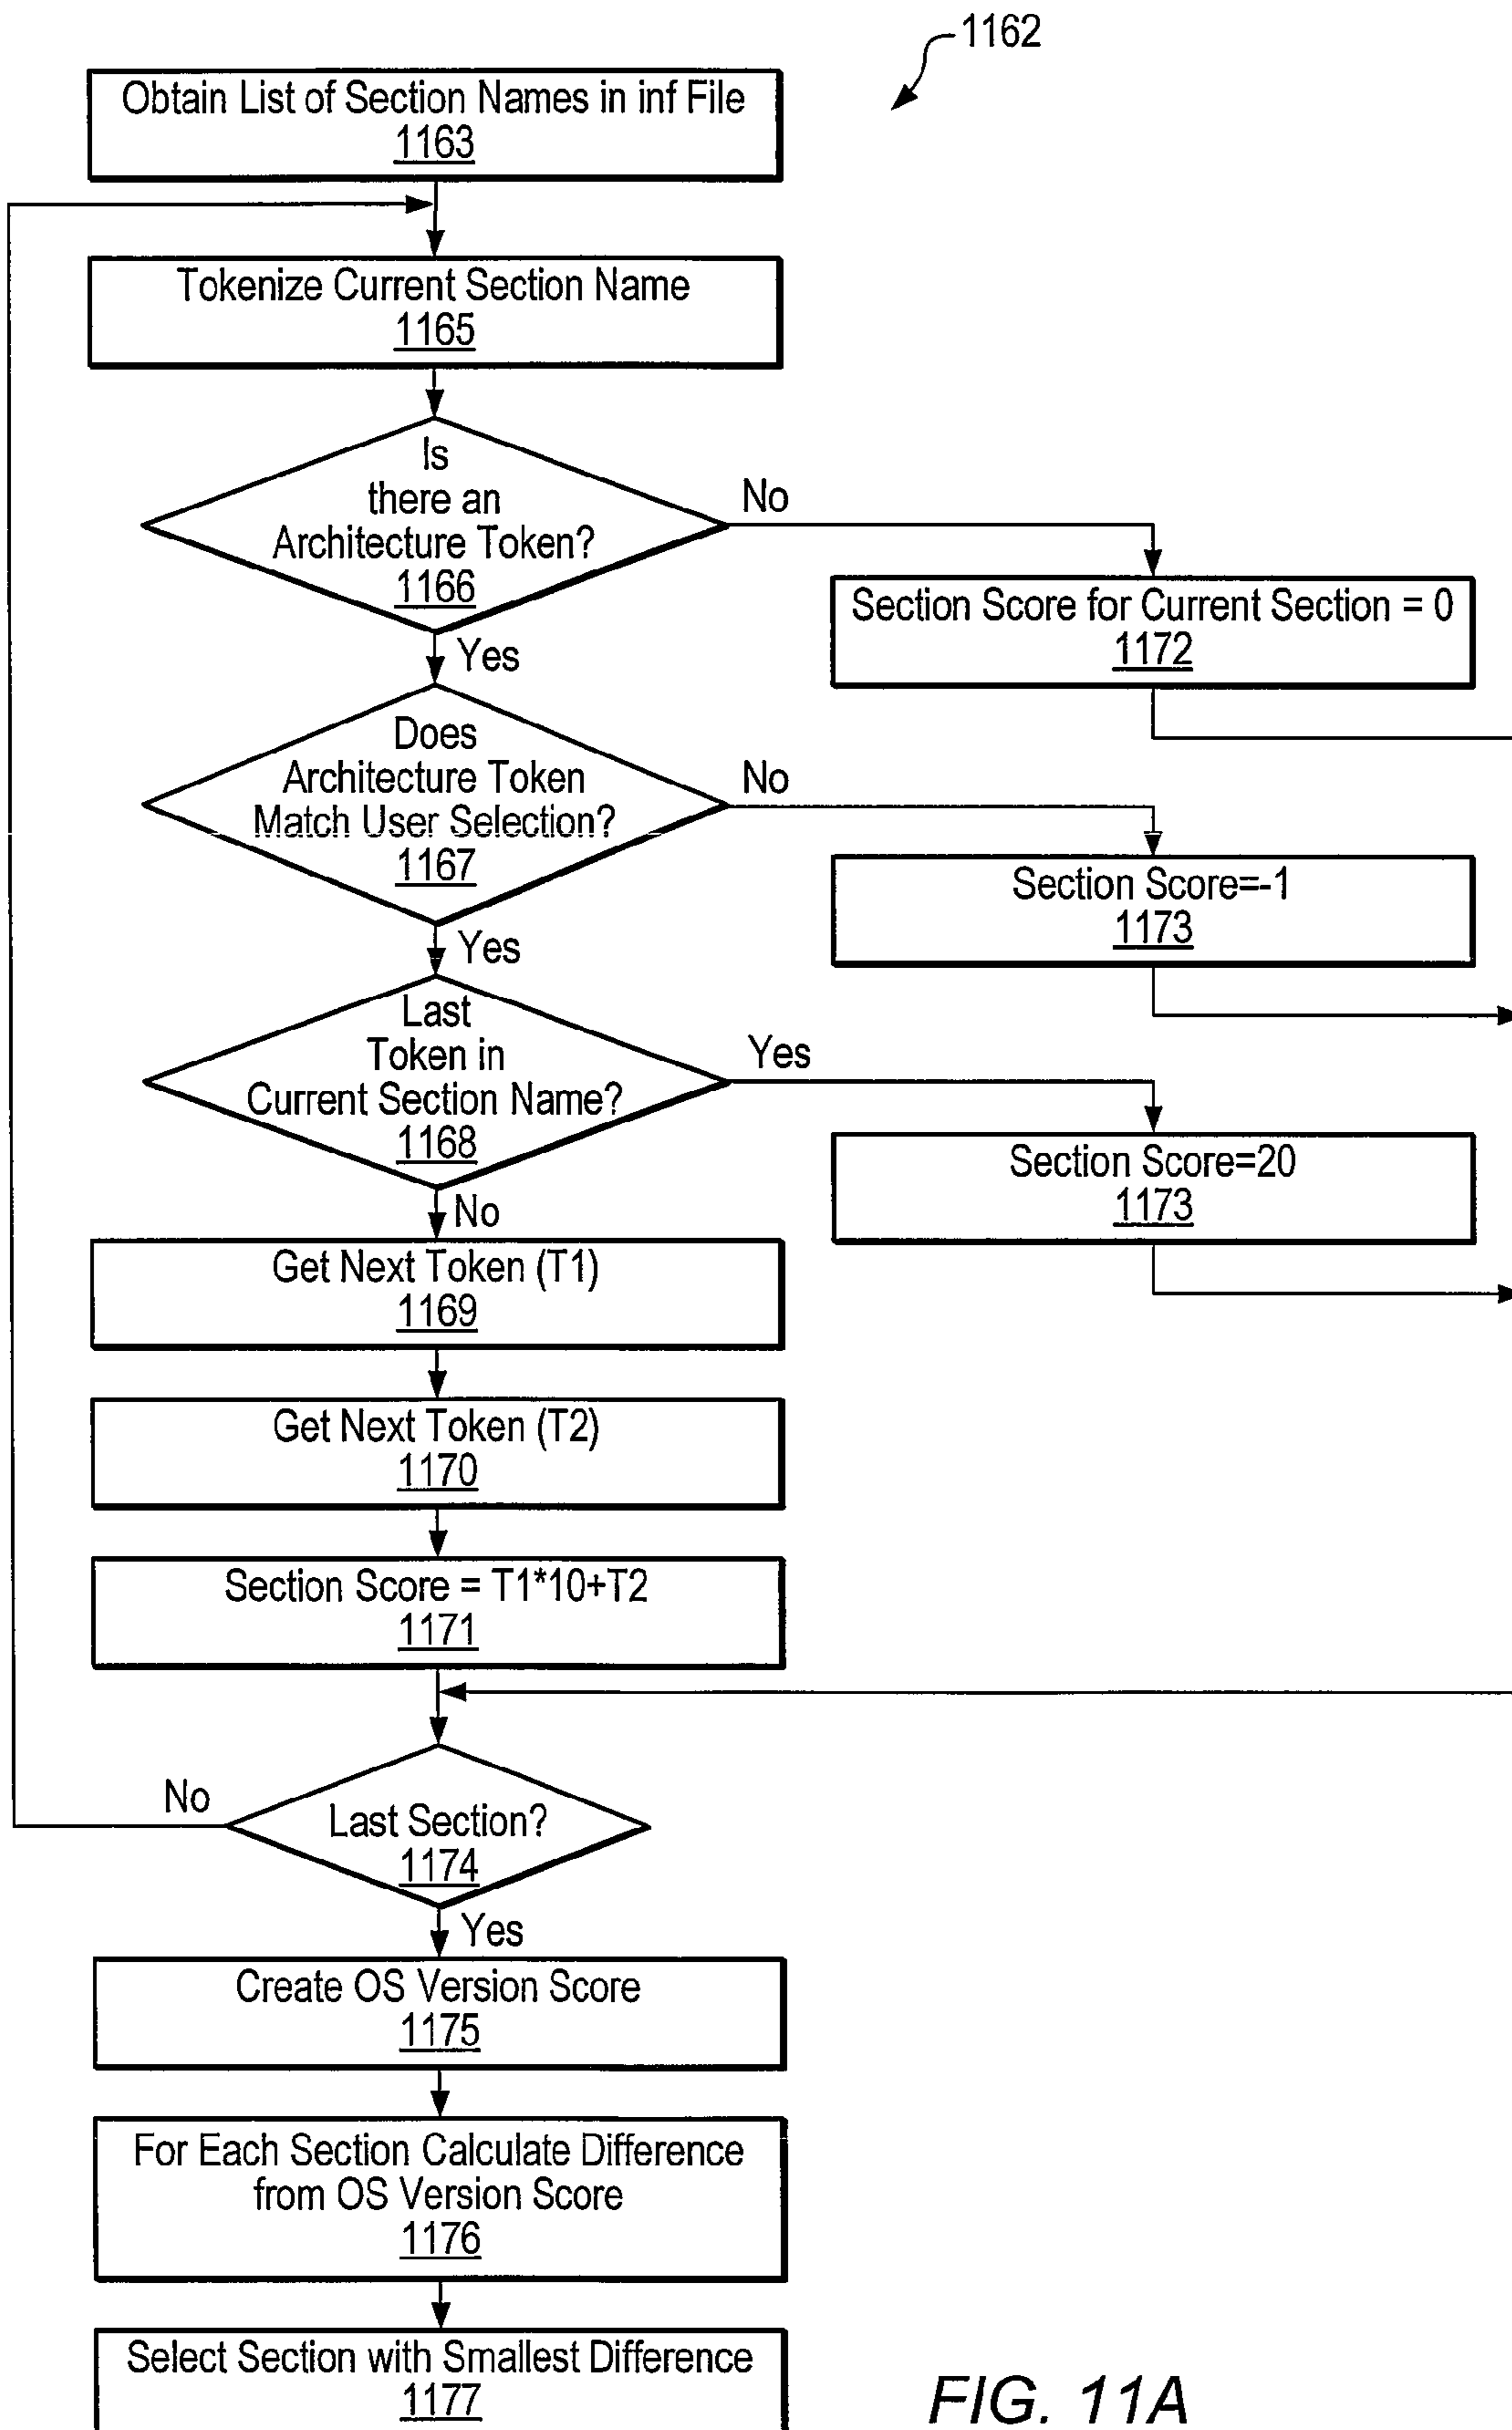 1162
Obtain List of Section Names in inf File
1163
Tokenize Current Section Name
1165
Is
there an
Architecture Token?
1166
No
Section Score for Current Section = 0
1172
Yes
Does
Architecture Token
Match User Selection?
1167
No
Section Score=-1
1173
Yes
Last
Token in
Current Section Name?
1168
Yes
Section Score=20
1173
No
Get Next Token (T1)
1169
Get Next Token (T2)
1170
Section Score = T1*10+T2
1171
No
Last Section?
1174
Yes
Create OS Version Score
1175
For Each Section Calculate Difference
from OS Version Score
1176
Select Section with Smallest Difference
1177
FIG. 11A